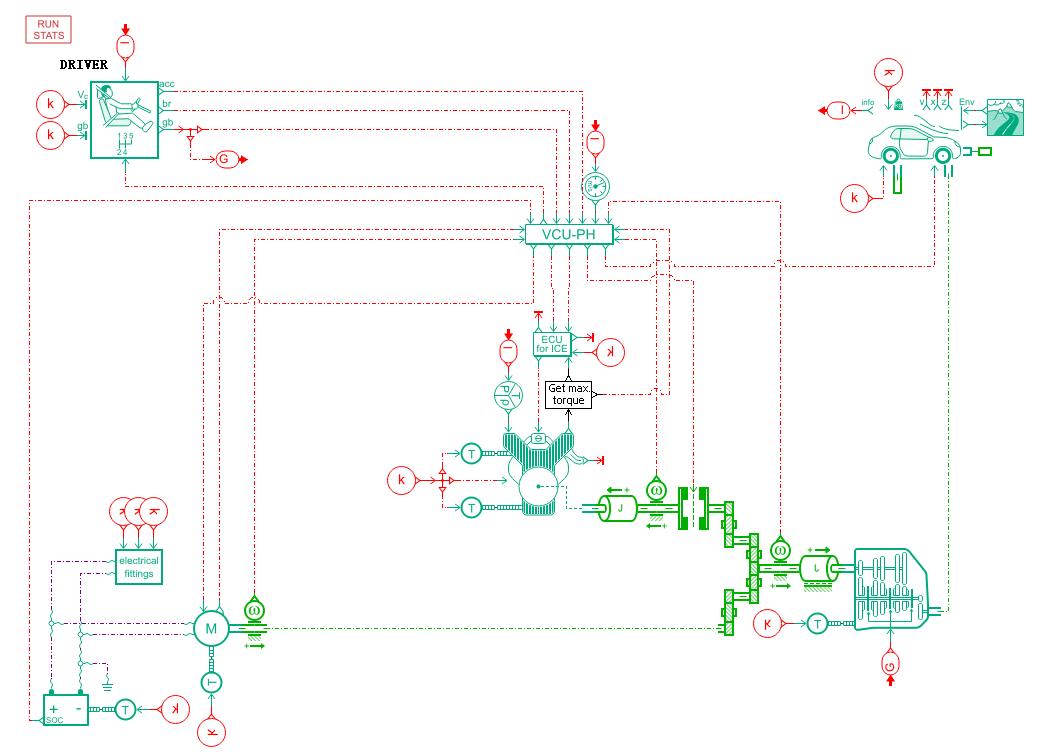 RUN
STATS
DRIVER
acc
k
Vc
br
gb
k
gb
1 3 5
2 4
G
k
info
I
KG
v x z
Env
k
m/s
VCU-PH
ECU
for ICE
k
Get max.
torque
T
P p
T
k
T
ω
J
k k k
electrical
fittings
ω
J
ω
M
k
T
G
+ -
SOC
T
k
T
k